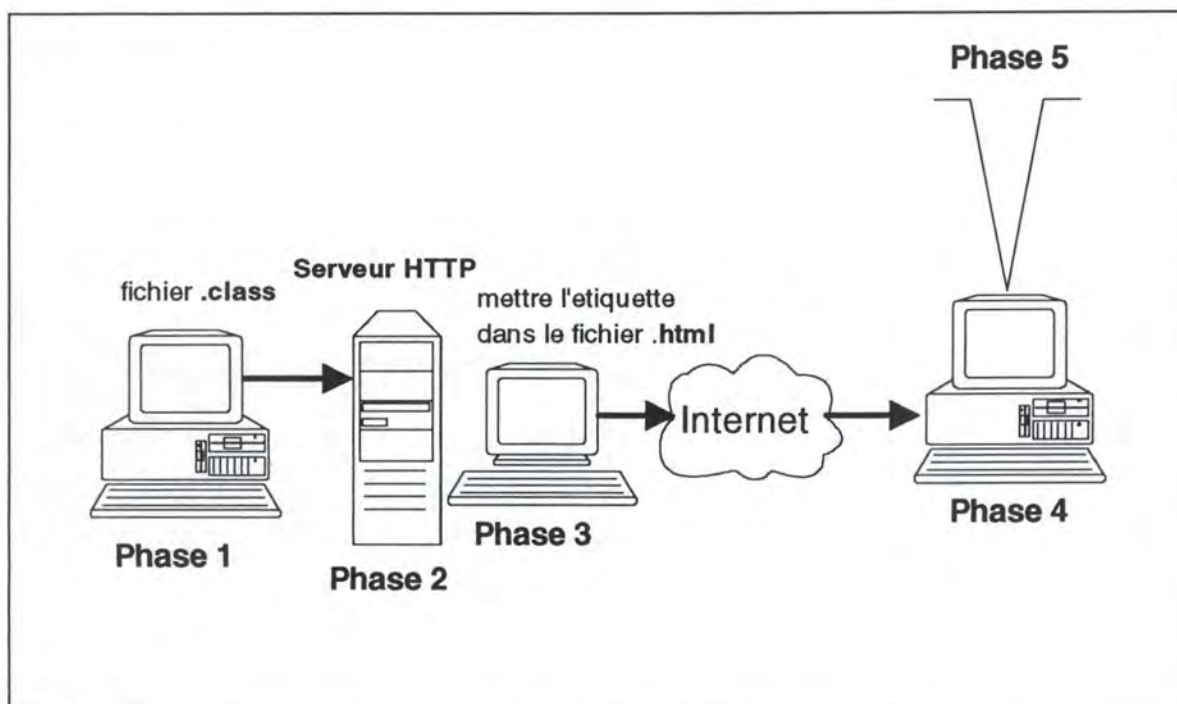 Phase 5
Serveur HTTP
fichier .class
mettre l'etiquette
dans le fichier .html
Internet
Phase 1
Phase 2
Phase 3
Phase 4